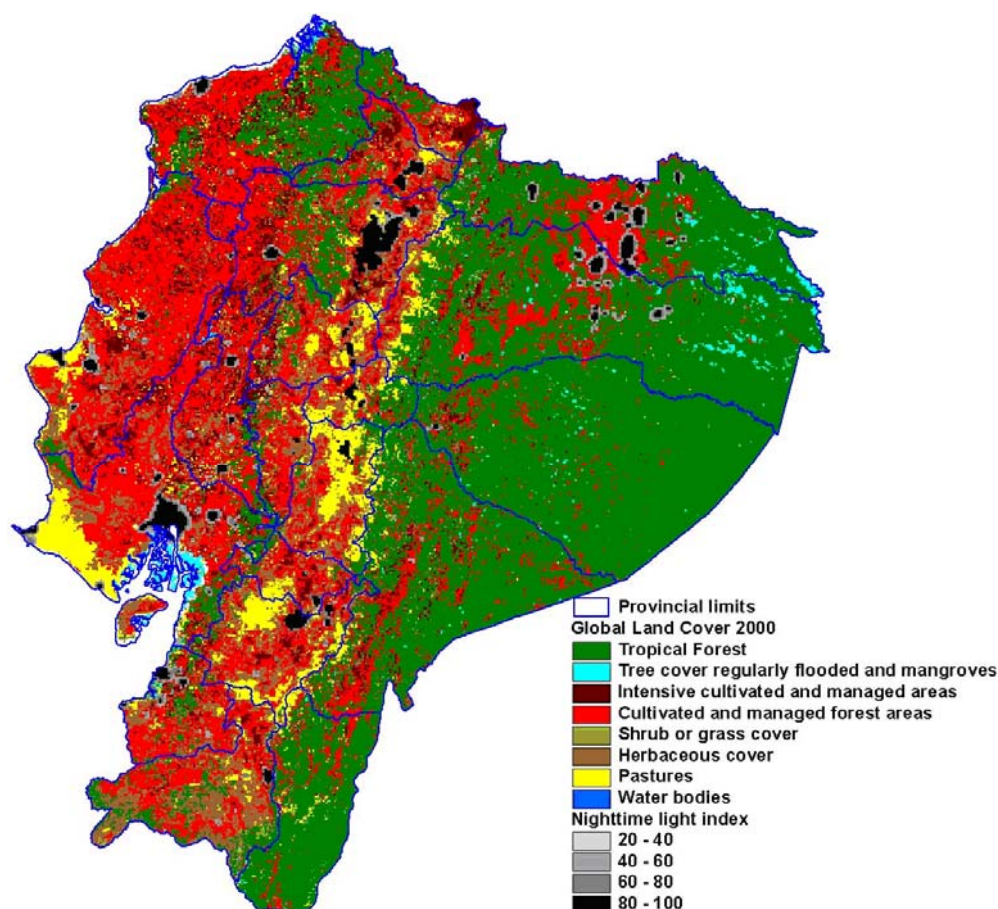 Provincial limits
Global Land Cover 2000
Tropical Forest
Tree cover regularly flooded and mangroves
Intensive cultivated and managed areas
Cultivated and managed forest areas
Shrub or grass cover
Herbaceous cover
Pastures
Water bodies
Nighttime light index
20 - 40
40 - 60
60 - 80
80 - 100